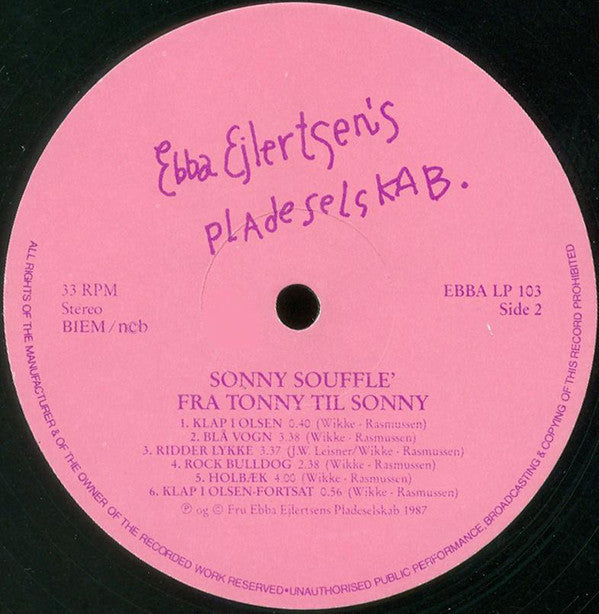 Ebba Ejlertsen's
PlAdeselskAB.
33 RPM
Stereo
BIEM/ncb
EBBA LP 103
Side 2
SONNY SOUFFLE'
FRA TONNY TIL SONNY
1. KLAP I OLSEN 0.40 (Wikke - Rasmussen)
2. BLÅ VOGN 3.38 (Wikke - Rasmussen)
3. RIDDER LYKKE 3.37 (J.W. Leisner/Wikke - Rasmussen)
4. ROCK BULLDOG 2.38 (Wikke - Rasmussen)
5. HOLBÆK 4.00 (Wikke - Rasmussen)
6. KLAP I OLSEN-FORTSAT 0.56 (Wikke - Rasmussen)
℗ og © Fru Ebba Ejlertsens Pladeselskab 1987
ALL RIGHTS OF THE MANUFACTURER & OF THE OWNER OF THE RECORDED WORK RESERVED•UNAUTHORISED PUBLIC PERFORMANCE, BROADCASTING & COPYING OF THIS RECORD PROHIBITED